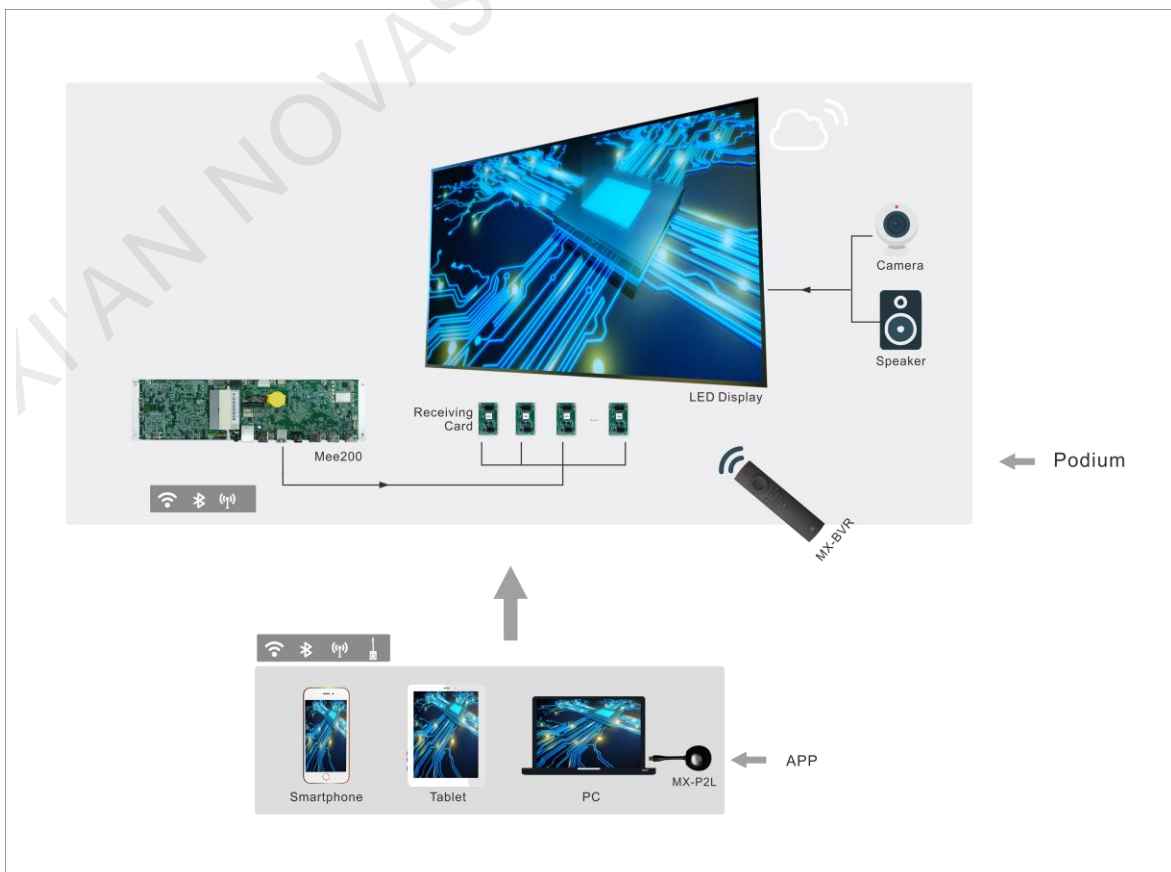 XI'AN NOVAS
Camera
Speaker
LED Display
Receiving
Card
...
Mee200
MX-BVR
Podium
Smartphone
Tablet
PC
MX-P2L
APP